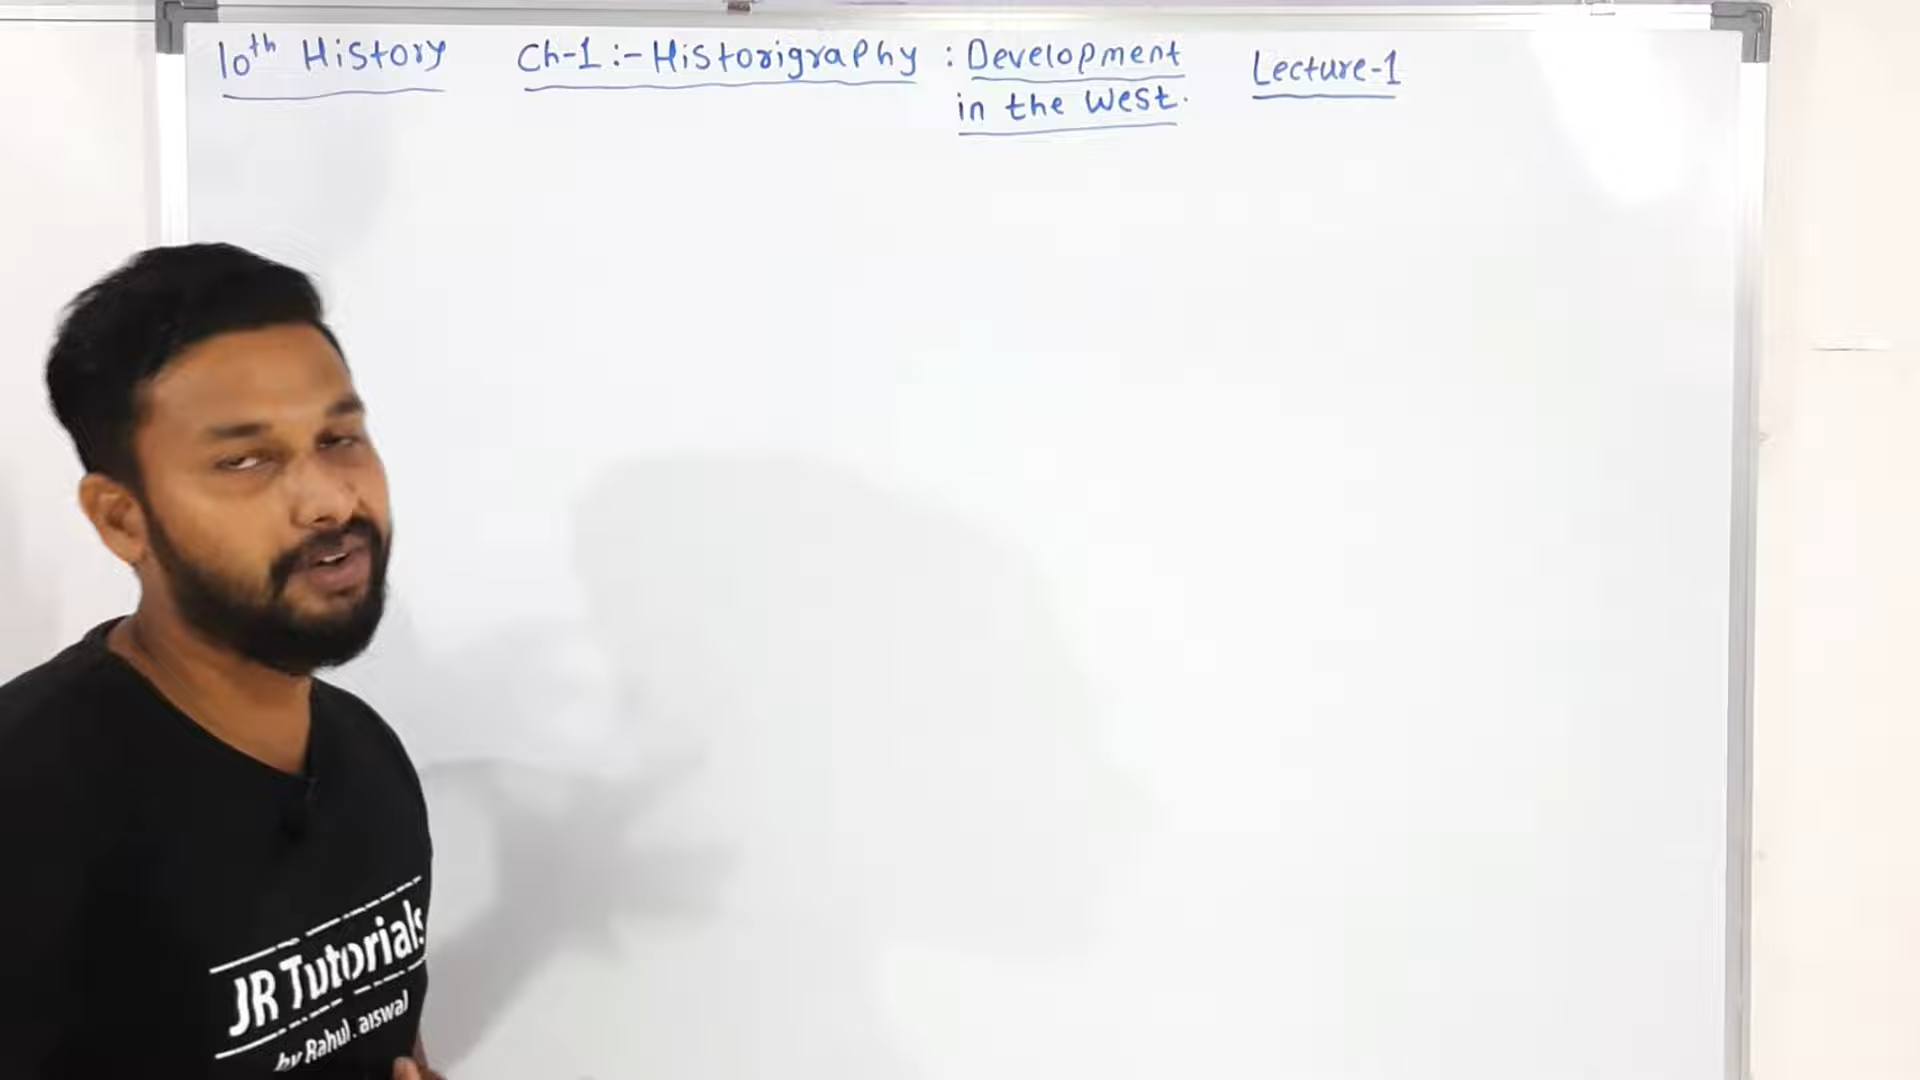 10th History Ch-1 :- Historigraphy : Development Lecture-1
in the West.
JR Tutorials
by Rahul.aiswal